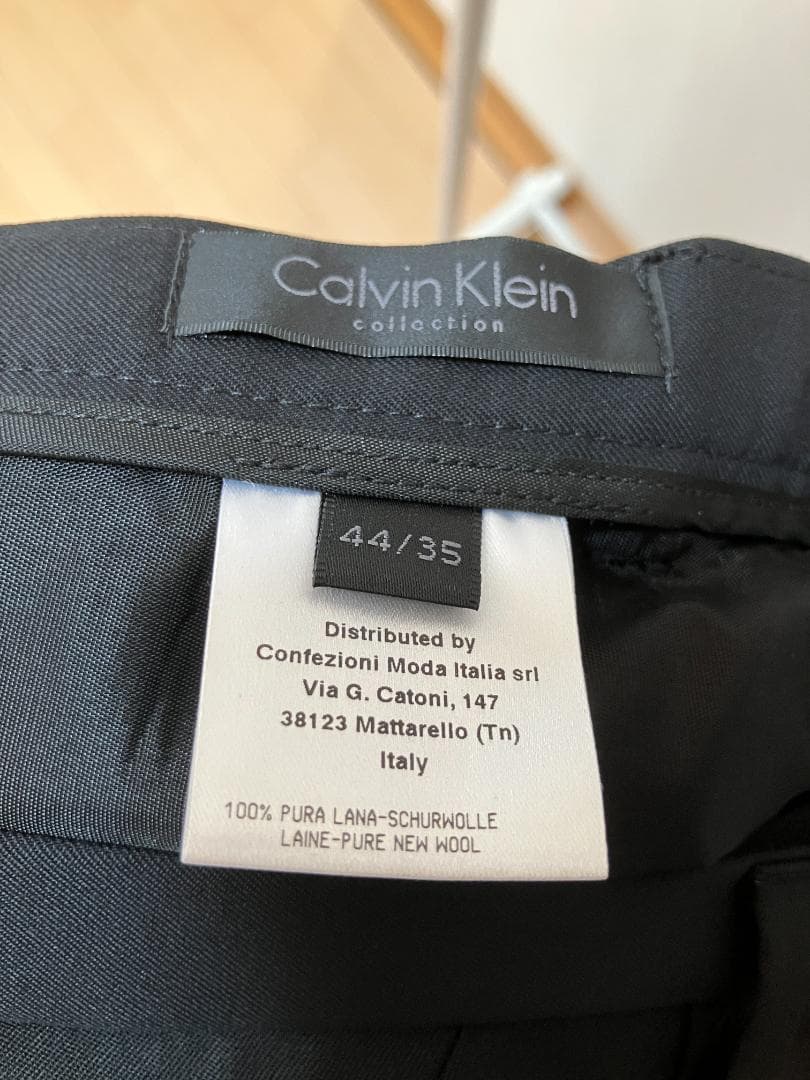 Calvin Klein
collection
44/35
Distributed by
Confezioni Moda Italia srl
Via G. Catoni, 147
38123 Mattarello (Tn)
Italy
100% PURA LANA-SCHURWOLLE
LAINE-PURE NEW WOOL